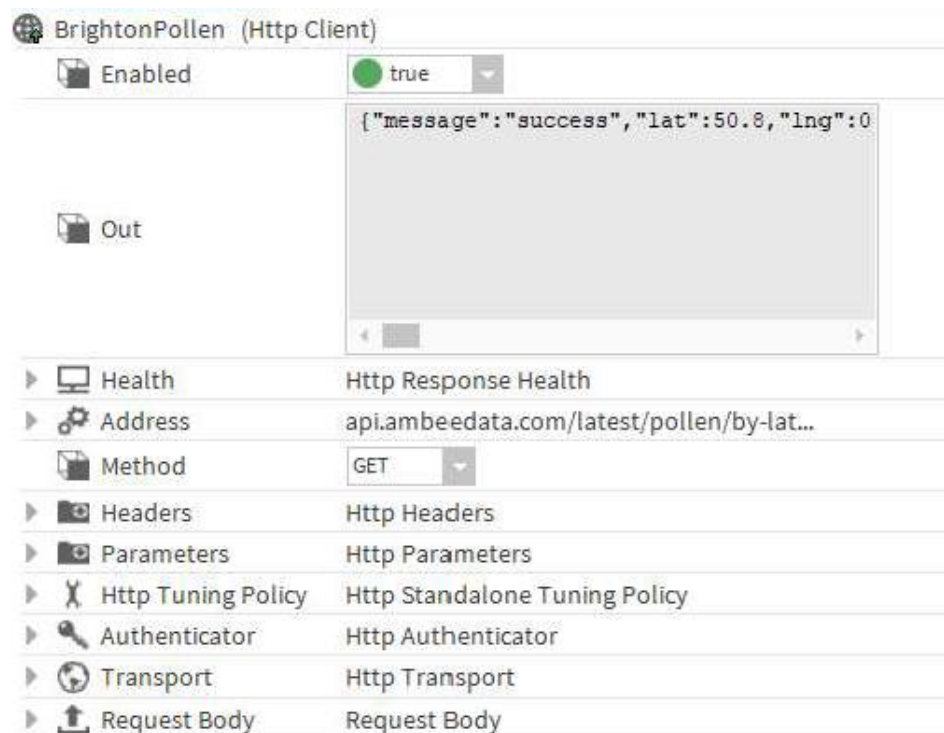 BrightonPollen (Http Client)
Enabled true
{"message":"success","lat":50.8,"lng":0
Out
Health Http Response Health
Address api.ambeedata.com/latest/pollen/by-lat...
Method GET
Headers Http Headers
Parameters Http Parameters
Http Tuning Policy Http Standalone Tuning Policy
Authenticator Http Authenticator
Transport Http Transport
Request Body Request Body